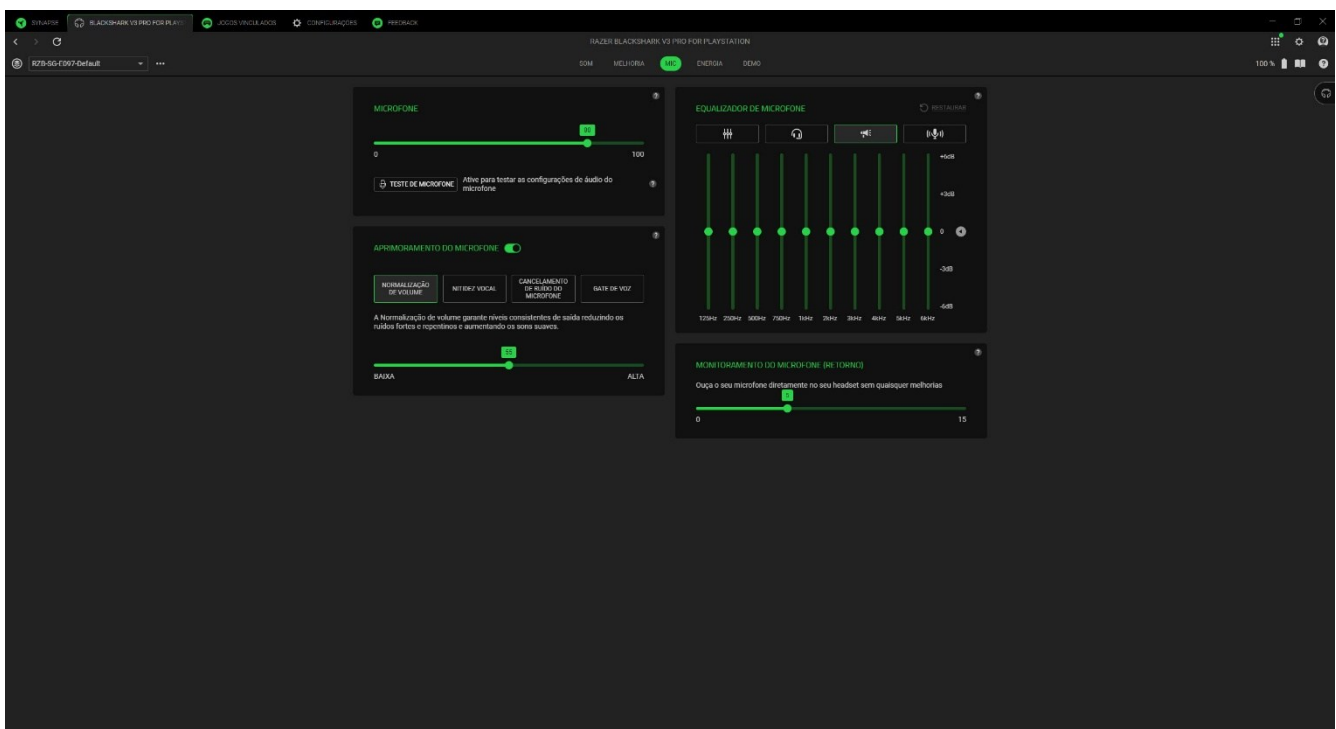 SYNAPSE
BLACKSHARK V3 PRO FOR PLAYS
JOGOS VINCULADOS
CONFIGURAÇÕES
FEEDBACK
RAZER BLACKSHARK V3 PRO FOR PLAYSTATION
RZB-SG-E097-Default
SOM MELHORIA MIC ENERGIA DEMO
100 %
MICROFONE
0 100
TESTE DE MICROFONE
Ative para testar as configurações de áudio do
microfone
APRIMORAMENTO DO MICROFONE
NORMALIZAÇÃO
DE VOLUME
NITIDEZ VOCAL
CANCELAMENTO
DE RUÍDO DO
MICROFONE
GATE DE VOZ
A Normalização de volume garante níveis consistentes de saída reduzindo os
ruídos fortes e repentinos e aumentando os sons suaves.
55
BAIXA ALTA
EQUALIZADOR DE MICROFONE
RESTAURAR
+6dB
+3dB
0
-3dB
-6dB
125Hz 250Hz 500Hz 750Hz 1kHz 2kHz 3kHz 4kHz 5kHz 6kHz
MONITORAMENTO DO MICROFONE (RETORNO)
Ouça o seu microfone diretamente no seu headset sem quaisquer melhorias
5
0 15